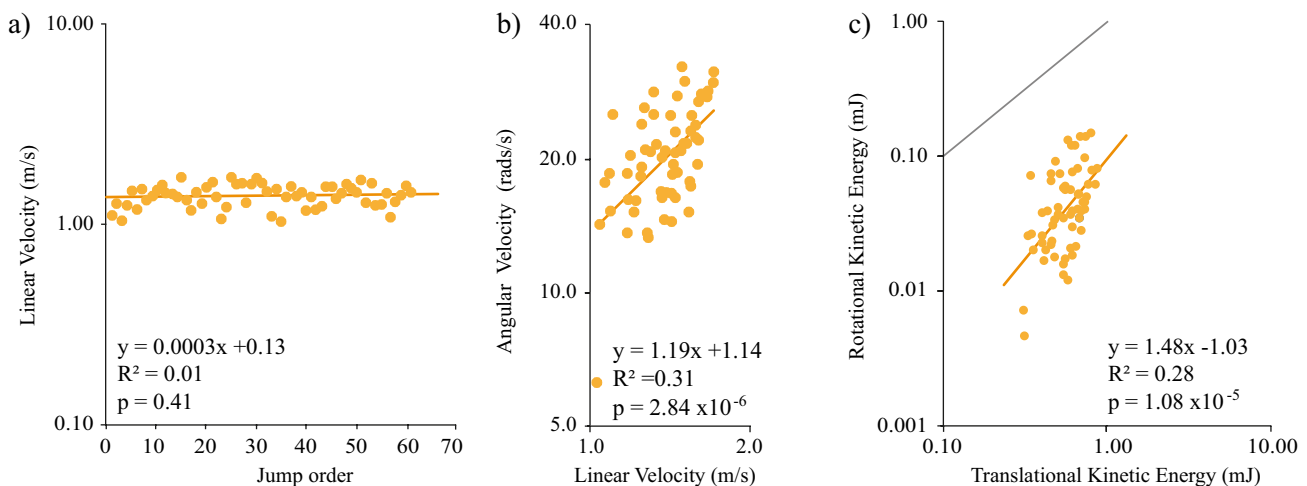 a)
10.00
1.00
0.10
Linear Velocity (m/s)
y = 0.0003x +0.13
R² = 0.01
p = 0.41
0 10 20 30 40 50 60 70
Jump order
b)
40.0
20.0
10.0
5.0
Angular Velocity (rads/s)
y = 1.19x +1.14
R² =0.31
p = 2.84 x10⁻⁶
1.0 2.0
Linear Velocity (m/s)
c)
1.00
0.10
0.01
0.001
Rotational Kinetic Energy (mJ)
y = 1.48x -1.03
R² = 0.28
p = 1.08 x10⁻⁵
0.10 1.00 10.00
Translational Kinetic Energy (mJ)